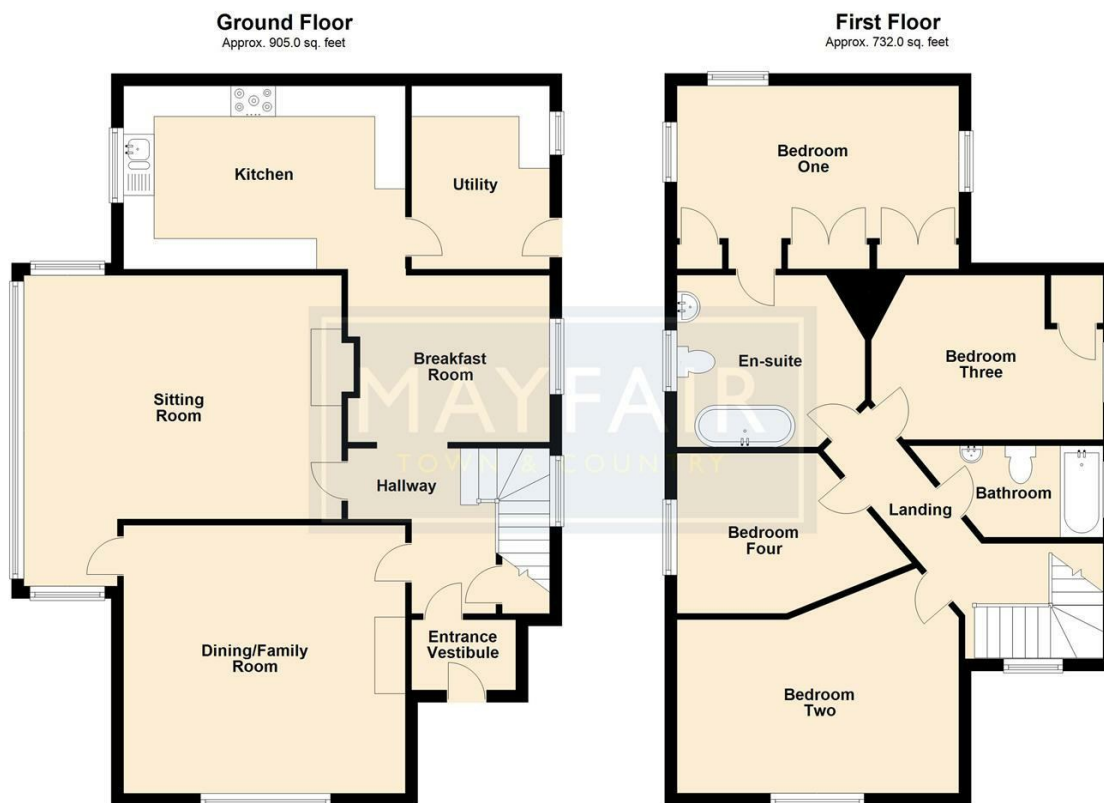 Ground Floor
Approx. 905.0 sq. feet
Kitchen
Utility
Breakfast
Room
Sitting
Room
Hallway
Dining/Family
Room
Entrance
Vestibule
First Floor
Approx. 732.0 sq. feet
Bedroom
One
En-suite
Bedroom
Three
Bathroom
Landing
Bedroom
Four
Bedroom
Two
MAYFAIR
TOWN & COUNTRY